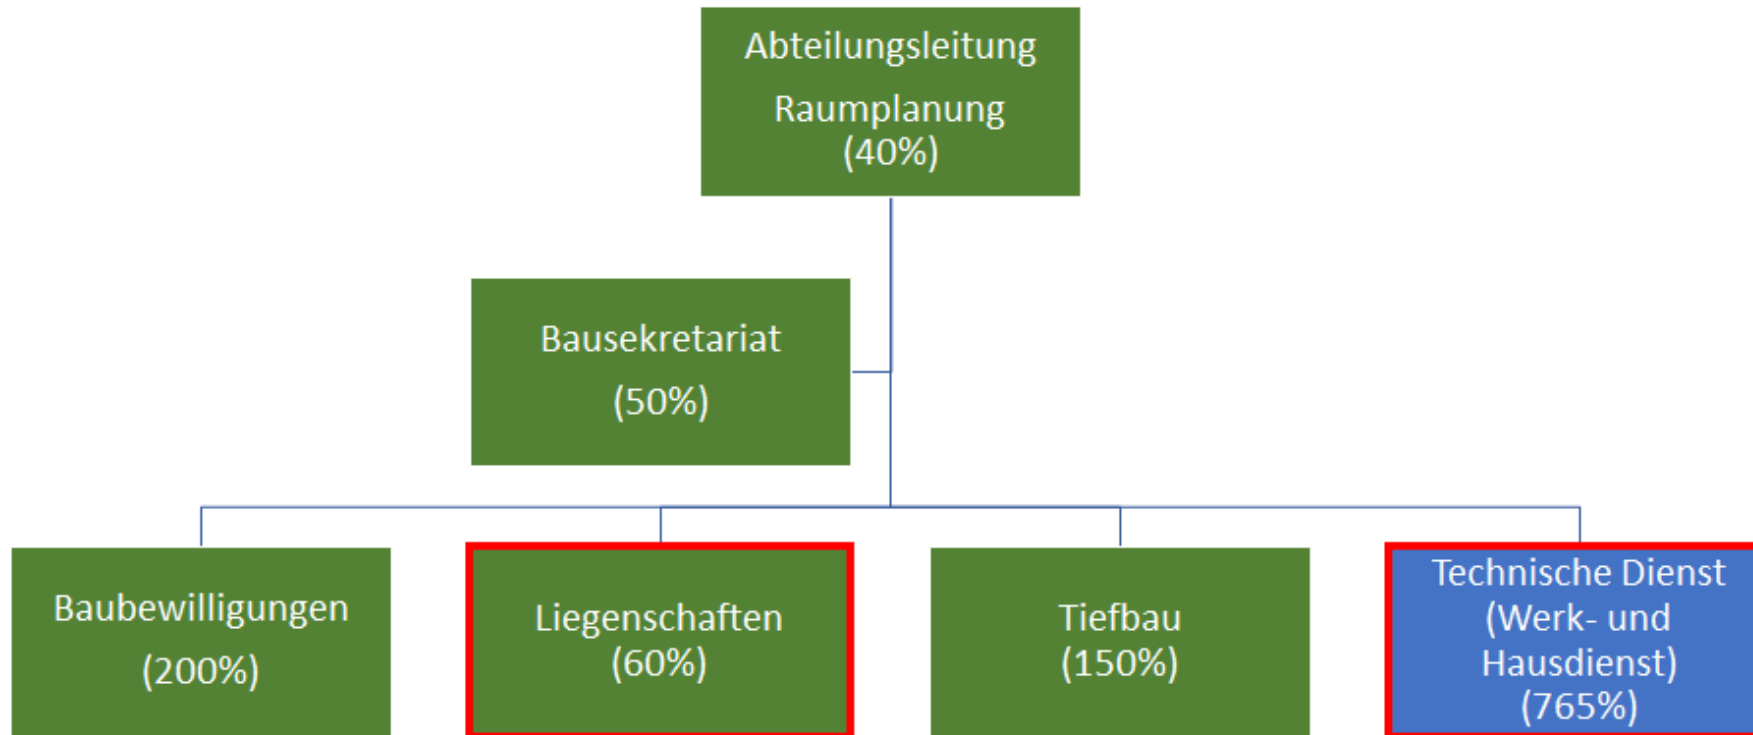 Abteilungsleitung
Raumplanung
(40%)
Bausekretariat
(50%)
Baubewilligungen
(200%)
Liegenschaften
(60%)
Tiefbau
(150%)
Technische Dienst
(Werk- und
Hausdienst)
(765%)